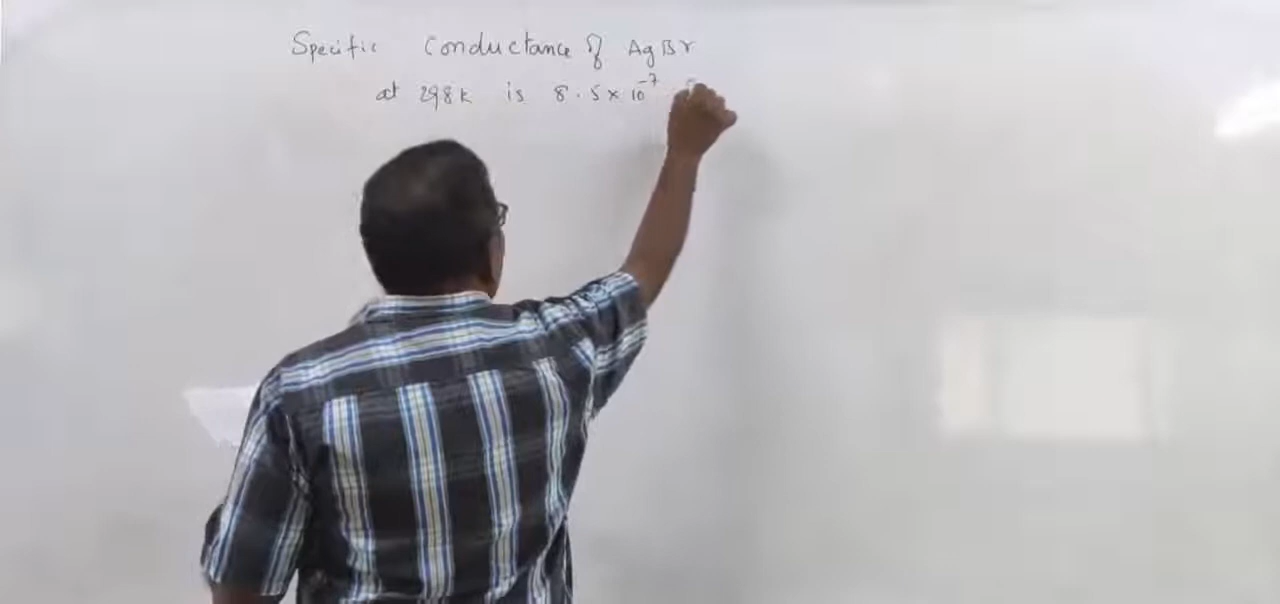 Specific Conductance of AgBr
at 298K is 8.5 × 10⁻⁷